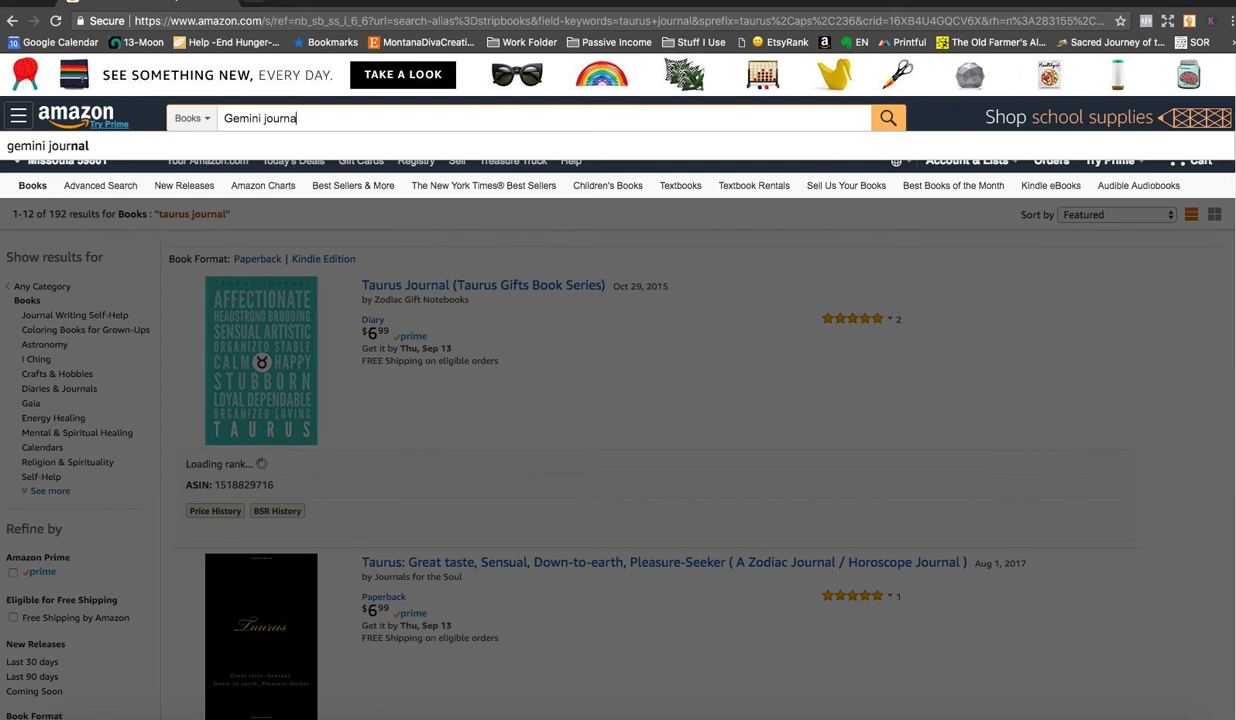 Secure https://www.amazon.com/s/ref=nb_sb_ss_i_6_6?url=search-alias%3Dstripbooks&field-keywords=taurus+journal&sprefix=taurus%2Caps%2C236&crid=16XB4U4GQCV6X&rh=n%3A283155%2C...
Google Calendar 13-Moon Help -End Hunger-... Bookmarks MontanaDivaCreati... Work Folder Passive Income Stuff I Use EtsyRank EN Printful The Old Farmer's Al... Sacred Journey of t... SOR
SEE SOMETHING NEW, EVERY DAY. TAKE A LOOK
amazon Try Prime Books Gemini journa Shop school supplies
gemini journal
Missoula 59801 Your Amazon.com Today's Deals Gift Cards Registry Sell Treasure Truck Help Account & Lists Orders Try Prime Cart
Books Advanced Search New Releases Amazon Charts Best Sellers & More The New York Times® Best Sellers Children's Books Textbooks Textbook Rentals Sell Us Your Books Best Books of the Month Kindle eBooks Audible Audiobooks
1-12 of 192 results for Books : "taurus journal" Sort by Featured
Show results for
Any Category
Books
Journal Writing Self-Help
Coloring Books for Grown-Ups
Astronomy
I Ching
Crafts & Hobbies
Diaries & Journals
Gaia
Energy Healing
Mental & Spiritual Healing
Calendars
Religion & Spirituality
Self-Help
See more
Refine by
Amazon Prime
prime
Eligible for Free Shipping
Free Shipping by Amazon
New Releases
Last 30 days
Last 90 days
Coming Soon
Book Format
Book Format: Paperback | Kindle Edition
TAURUS JOURNAL
AFFECTIONATE
HEADSTRONG BROODING
SENSUAL ARTISTIC
ORGANIZED STABLE
CALM HAPPY
STUBBORN
LOYAL DEPENDABLE
ORGANIZED LOVING
TAURUS
Taurus Journal (Taurus Gifts Book Series) Oct 29, 2015
by Zodiac Gift Notebooks
Diary
$6.99 prime
Get it by Thu, Sep 13
FREE Shipping on eligible orders
2
Loading rank...
ASIN: 1518829716
Price History BSR History
Taurus
Great taste, Sensual,
Down-to-earth, Pleasure-Seeker
Taurus: Great taste, Sensual, Down-to-earth, Pleasure-Seeker ( A Zodiac Journal / Horoscope Journal ) Aug 1, 2017
by Journals for the Soul
Paperback
$6.99 prime
Get it by Thu, Sep 13
FREE Shipping on eligible orders
1